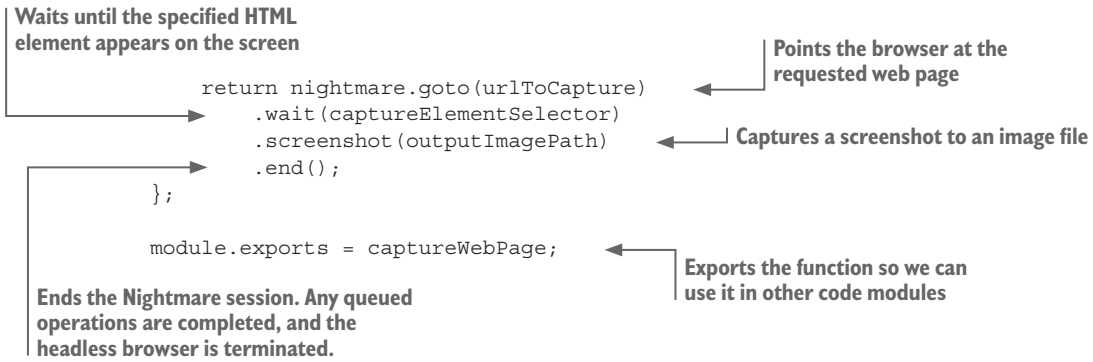 Waits until the specified HTML
element appears on the screen
Points the browser at the
requested web page
return nightmare.goto(urlToCapture)
.wait(captureElementSelector)
.screenshot(outputImagePath)
Captures a screenshot to an image file
.end();
};
module.exports = captureWebPage;
Exports the function so we can
use it in other code modules
Ends the Nightmare session. Any queued
operations are completed, and the
headless browser is terminated.